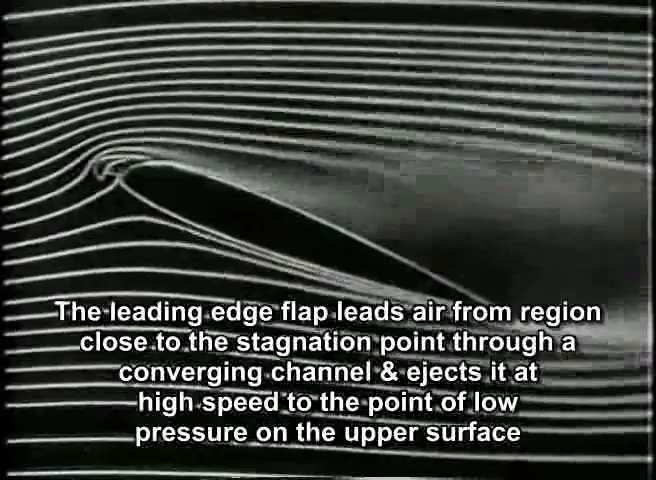 The leading edge flap leads air from region
close to the stagnation point through a
converging channel & ejects it at
high speed to the point of low
pressure on the upper surface